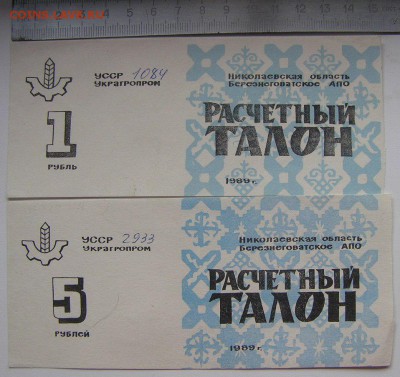 УССР 1084
Украгропром
1
рубль
Николаевская область
Березнеговатское АПО
РАСЧЕТНЫЙ
ТАЛОН
1989 г.
УССР 2933
Украгропром
5
рублей
Николаевская область
Березнеговатское АПО
РАСЧЕТНЫЙ
ТАЛОН
1989 г.